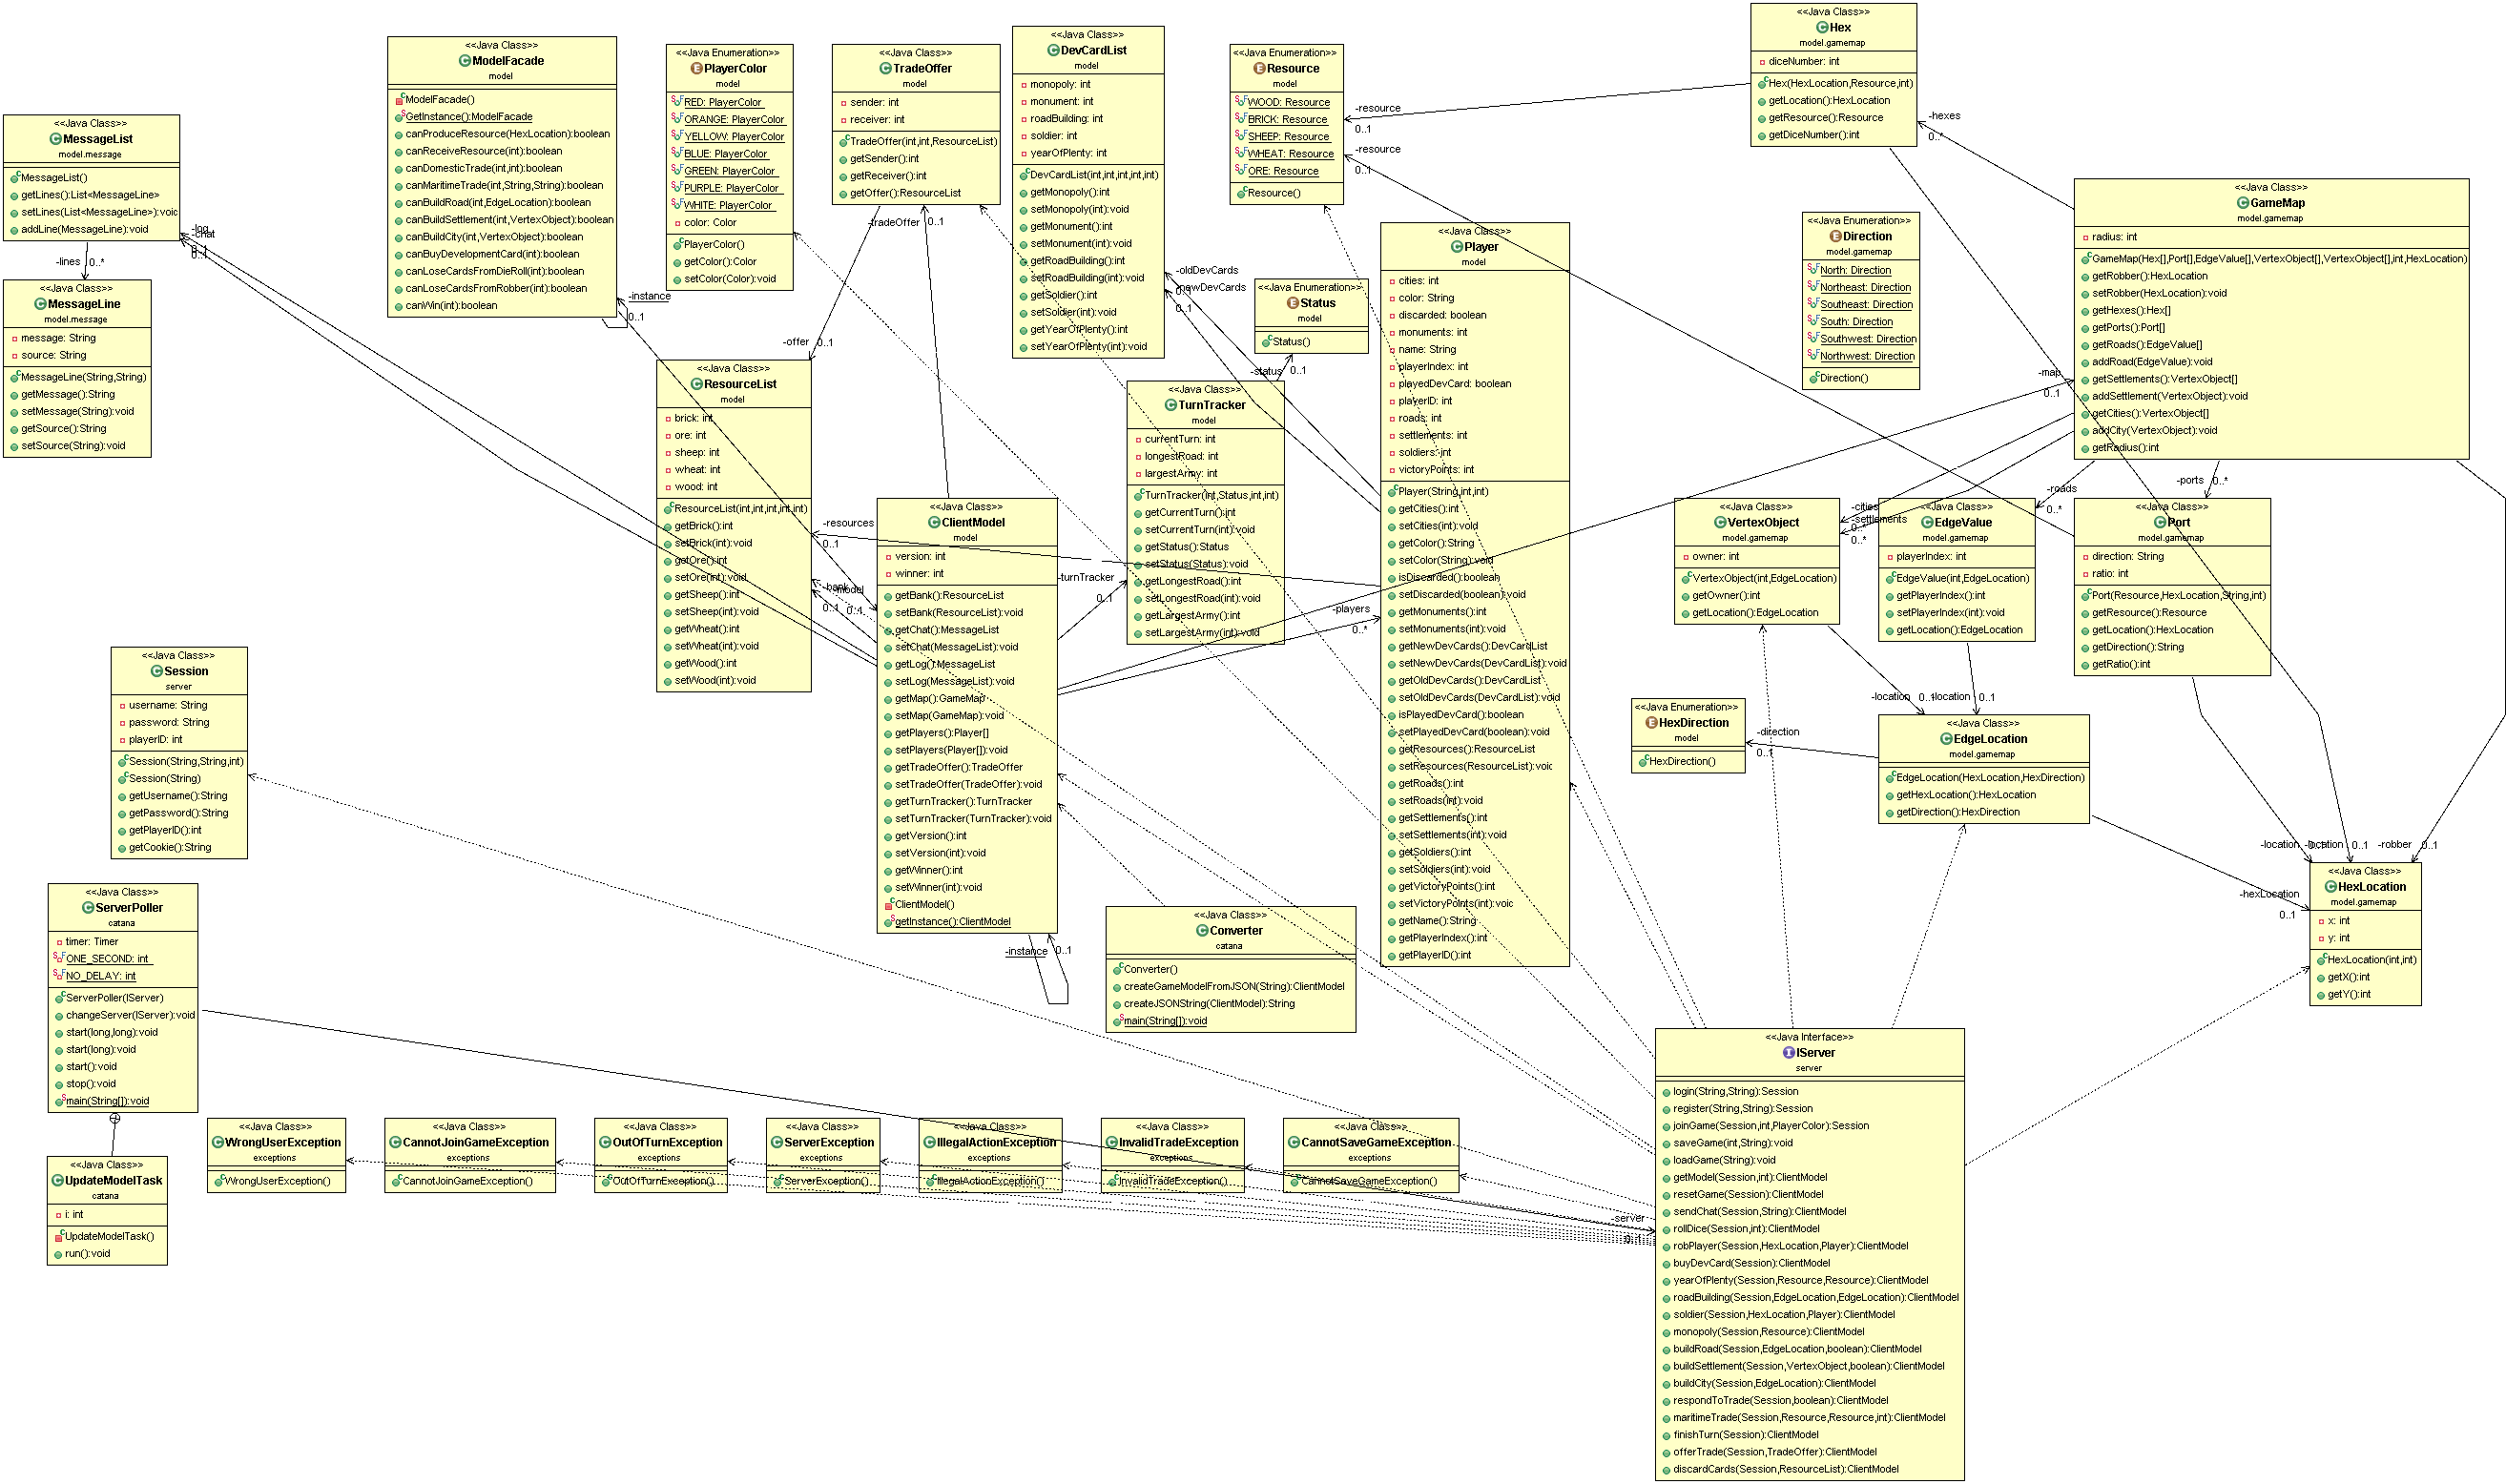 <<Java Class>>
MessageList
model.message
MessageList()
getLines():List<MessageLine>
setLines(List<MessageLine>):voic
addLine(MessageLine):void
-lines
0..*
<<Java Class>>
MessageLine
model.message
message: String
source: String
MessageLine(String,String)
getMessage():String
setMessage(String):void
getSource():String
setSource(String):void
<<Java Class>>
ModelFacade
model
ModelFacade()
GetInstance():ModelFacade
canProduceResource(HexLocation):boolean
canReceiveResource(int):boolean
canDomesticTrade(int,int):boolean
canMaritimeTrade(int,String,String):boolean
canBuildRoad(int,EdgeLocation):boolean
canBuildSettlement(int,VertexObject):boolean
canBuildCity(int,VertexObject):boolean
canBuyDevelopmentCard(int):boolean
canLoseCardsFromDieRoll(int):boolean
canLoseCardsFromRobber(int):boolean
canWin(int):boolean
-instance
0..1
-log
-chat
0..1
0..1
<<Java Enumeration>>
PlayerColor
model
RED: PlayerColor
ORANGE: PlayerColor
YELLOW: PlayerColor
BLUE: PlayerColor
GREEN: PlayerColor
PURPLE: PlayerColor
WHITE: PlayerColor
color: Color
PlayerColor()
getColor():Color
setColor(Color):void
<<Java Class>>
TradeOffer
model
sender: int
receiver: int
TradeOffer(int,int,ResourceList)
getSender():int
getReceiver():int
getOffer():ResourceList
-tradeOffer
0..1
-offer
0..1
<<Java Class>>
DevCardList
model
monopoly: int
monument: int
roadBuilding: int
soldier: int
yearOfPlenty: int
DevCardList(int,int,int,int,int)
getMonopoly():int
setMonopoly(int):void
getMonument():int
setMonument(int):void
getRoadBuilding():int
setRoadBuilding(int):void
getSoldier():int
setSoldier(int):void
getYearOfPlenty():int
setYearOfPlenty(int):void
-oldDevCards
0..1
-newDevCards
0..1
<<Java Enumeration>>
Resource
model
WOOD: Resource
BRICK: Resource
SHEEP: Resource
WHEAT: Resource
ORE: Resource
Resource()
-resource
0..1
-resource
0..1
<<Java Enumeration>>
Status
model
Status()
-status
0..1
<<Java Class>>
Hex
model.gamemap
diceNumber: int
Hex(HexLocation,Resource,int)
getLocation():HexLocation
getResource():Resource
getDiceNumber():int
-hexes
0..*
<<Java Enumeration>>
Direction
model.gamemap
North: Direction
Northeast: Direction
Southeast: Direction
South: Direction
Southwest: Direction
Northwest: Direction
Direction()
<<Java Class>>
GameMap
model.gamemap
radius: int
GameMap(Hex[],Port[],EdgeValue[],VertexObject[],VertexObject[],int,HexLocation)
getRobber():HexLocation
setRobber(HexLocation):void
getHexes():Hex[]
getPorts():Port[]
getRoads():EdgeValue[]
addRoad(EdgeValue):void
getSettlements():VertexObject[]
addSettlement(VertexObject):void
getCities():VertexObject[]
addCity(VertexObject):void
getRadius():int
-map
0..1
<<Java Class>>
Player
model
cities: int
color: String
discarded: boolean
monuments: int
name: String
playerIndex: int
playedDevCard: boolean
playerID: int
roads: int
settlements: int
soldiers: int
victoryPoints: int
Player(String,int,int)
getCities():int
setCities(int):void
getColor():String
setColor(String):void
isDiscarded():boolean
setDiscarded(boolean):void
getMonuments():int
setMonuments(int):void
getNewDevCards():DevCardList
setNewDevCards(DevCardList):void
getOldDevCards():DevCardList
setOldDevCards(DevCardList):void
isPlayedDevCard():boolean
setPlayedDevCard(boolean):void
getResources():ResourceList
setResources(ResourceList):voic
getRoads():int
setRoads(int):void
getSettlements():int
setSettlements(int):void
getSoldiers():int
setSoldiers(int):void
getVictoryPoints():int
setVictoryPoints(int):voic
getName():String
getPlayerIndex():int
getPlayerID():int
-players
0..*
<<Java Class>>
ResourceList
model
brick: int
ore: int
sheep: int
wheat: int
wood: int
ResourceList(int,int,int,int,int)
getBrick():int
setBrick(int):void
getOre():int
setOre(int):void
getSheep():int
setSheep(int):void
getWheat():int
setWheat(int):void
getWood():int
setWood(int):void
-resources
0..1
-bank
-model
0..1
0..1
<<Java Class>>
TurnTracker
model
currentTurn: int
longestRoad: int
largestArmy: int
TurnTracker(int,Status,int,int)
getCurrentTurn():int
setCurrentTurn(int):void
getStatus():Status
setStatus(Status):void
getLongestRoad():int
setLongestRoad(int):void
getLargestArmy():int
setLargestArmy(int):void
-turnTracker
0..1
<<Java Class>>
ClientModel
model
version: int
winner: int
getBank():ResourceList
setBank(ResourceList):void
getChat():MessageList
setChat(MessageList):void
getLog():MessageList
setLog(MessageList):void
getMap():GameMap
setMap(GameMap):void
getPlayers():Player[]
setPlayers(Player[]):void
getTradeOffer():TradeOffer
setTradeOffer(TradeOffer):void
getTurnTracker():TurnTracker
setTurnTracker(TurnTracker):void
getVersion():int
setVersion(int):void
getWinner():int
setWinner(int):void
ClientModel()
getInstance():ClientModel
-instance
0..1
<<Java Class>>
VertexObject
model.gamemap
owner: int
VertexObject(int,EdgeLocation)
getOwner():int
getLocation():EdgeLocation
-cities
0..*
-settlements
0..*
<<Java Class>>
EdgeValue
model.gamemap
playerIndex: int
EdgeValue(int,EdgeLocation)
getPlayerIndex():int
setPlayerIndex(int):void
getLocation():EdgeLocation
-roads
0..*
<<Java Class>>
Port
model.gamemap
direction: String
ratio: int
Port(Resource,HexLocation,String,int)
getResource():Resource
getLocation():HexLocation
getDirection():String
getRatio():int
-ports
0..*
<<Java Class>>
Session
server
username: String
password: String
playerID: int
Session(String,String,int)
Session(String)
getUsername():String
getPassword():String
getPlayerID():int
getCookie():String
<<Java Enumeration>>
HexDirection
model
HexDirection()
-direction
0..1
-location
0..1
-location
0..1
<<Java Class>>
EdgeLocation
model.gamemap
EdgeLocation(HexLocation,HexDirection)
getHexLocation():HexLocation
getDirection():HexDirection
-location
0..1
-location
0..1
-robber
0..1
-hexLocation
0..1
<<Java Class>>
HexLocation
model.gamemap
x: int
y: int
HexLocation(int,int)
getX():int
getY():int
<<Java Class>>
ServerPoller
catana
timer: Timer
ONE_SECOND: int
NO_DELAY: int
ServerPoller(IServer)
changeServer(IServer):void
start(long,long):void
start(long):void
start():void
stop():void
main(String[]):void
<<Java Class>>
UpdateModelTask
catana
i: int
UpdateModelTask()
run():void
<<Java Class>>
Converter
catana
Converter()
createGameModelFromJSON(String):ClientModel
createJSONString(ClientModel):String
main(String[]):void
<<Java Class>>
WrongUserException
exceptions
WrongUserException()
<<Java Class>>
CannotJoinGameException
exceptions
CannotJoinGameException()
<<Java Class>>
OutOfTurnException
exceptions
OutOfTurnException()
<<Java Class>>
ServerException
exceptions
ServerException()
<<Java Class>>
IllegalActionException
exceptions
IllegalActionException()
<<Java Class>>
InvalidTradeException
exceptions
InvalidTradeException()
<<Java Class>>
CannotSaveGameException
exceptions
CannotSaveGameException()
-server
0..1
<<Java Interface>>
IServer
server
login(String,String):Session
register(String,String):Session
joinGame(Session,int,PlayerColor):Session
saveGame(int,String):void
loadGame(String):void
getModel(Session,int):ClientModel
resetGame(Session):ClientModel
sendChat(Session,String):ClientModel
rollDice(Session,int):ClientModel
robPlayer(Session,HexLocation,Player):ClientModel
buyDevCard(Session):ClientModel
yearOfPlenty(Session,Resource,Resource):ClientModel
roadBuilding(Session,EdgeLocation,EdgeLocation):ClientModel
soldier(Session,HexLocation,Player):ClientModel
monopoly(Session,Resource):ClientModel
buildRoad(Session,EdgeLocation,boolean):ClientModel
buildSettlement(Session,VertexObject,boolean):ClientModel
buildCity(Session,EdgeLocation):ClientModel
respondToTrade(Session,boolean):ClientModel
maritimeTrade(Session,Resource,Resource,int):ClientModel
finishTurn(Session):ClientModel
offerTrade(Session,TradeOffer):ClientModel
discardCards(Session,ResourceList):ClientModel